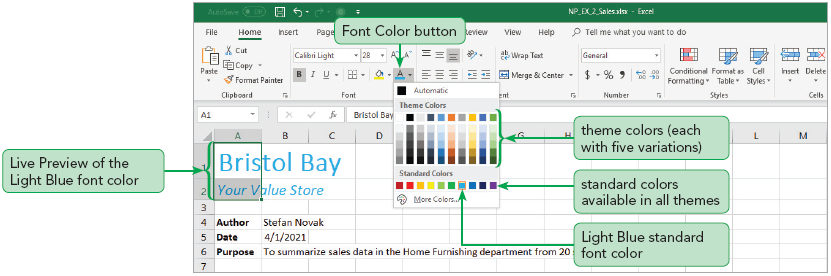 AutoSave Off NP_EX_2_Sales.xlsx - Excel
Font Color button
File Home Review View Help Tell me what you want to do
Cut
Copy
Format Painter
Paste
Clipboard
Calibri Light 28
B I U
Font
Wrap Text
Merge & Center
General
$ % ,
Number
Conditional Formatting
Format as Table
Cell Styles
Styles
Insert
Delete
Cells
A1 fx Bristol Bay
Automatic
Theme Colors
Standard Colors
More Colors...
A B C D G H L M
1 Bristol Bay
2 Your Value Store
3
4 Author Stefan Novak
5 Date 4/1/2021
6 Purpose To summarize sales data in the Home Furnishing department from 20
7
Live Preview of the
Light Blue font color
theme colors (each
with five variations)
standard colors
available in all themes
Light Blue standard
font color